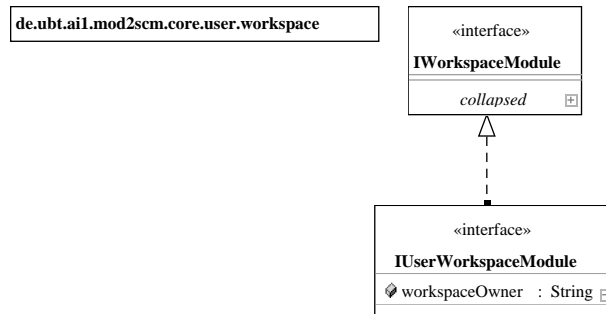 de.ubt.ai1.mod2scm.core.user.workspace
«interface»
IWorkspaceModule
collapsed
«interface»
IUserWorkspaceModule
workspaceOwner : String